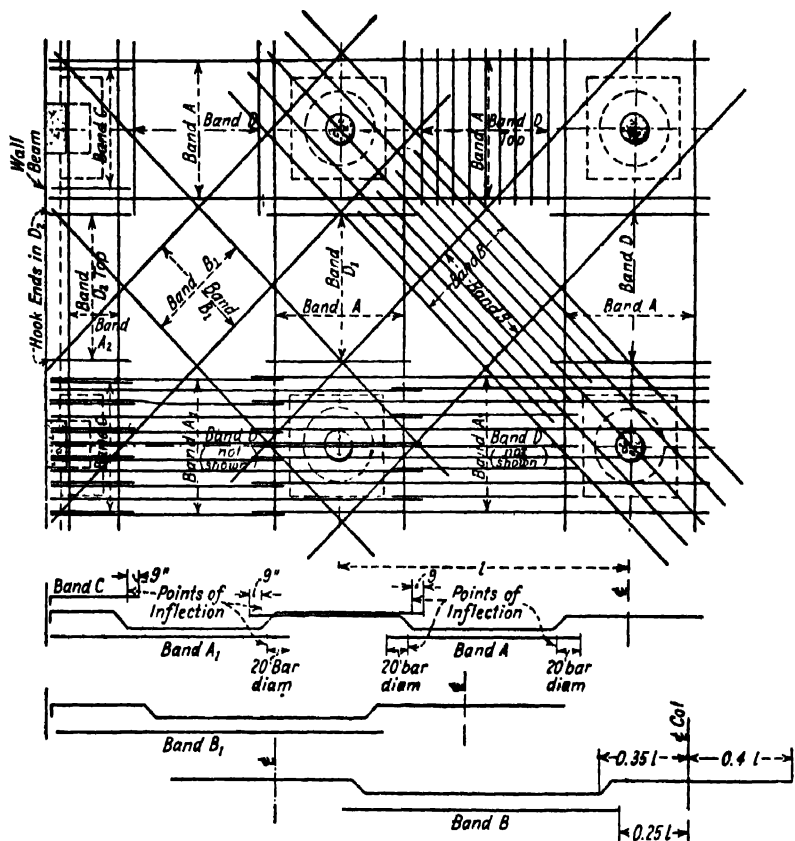 Wall
Beam
Hook Ends in D₂
Band C
Band A
Band D
Band A
Band D
Top
Band
D₂ Top
Band
A₂
Band B₁
Band
B₁
Band
D₁
Band A
Band B
Band B
Band D
Band A
Band C
Band A₁
Band D
(not
shown)
Band A₁
Band D
(not
shown)
l
Band C
9"
Points of
Inflection
9"
9
Points of
Inflection
℄
Band A₁
20 Bar
diam
20 bar
diam
Band A
20 bar
diam
℄
Band B₁
℄
℄ Col
0.35 l
0.4 l
Band B
0.25 l